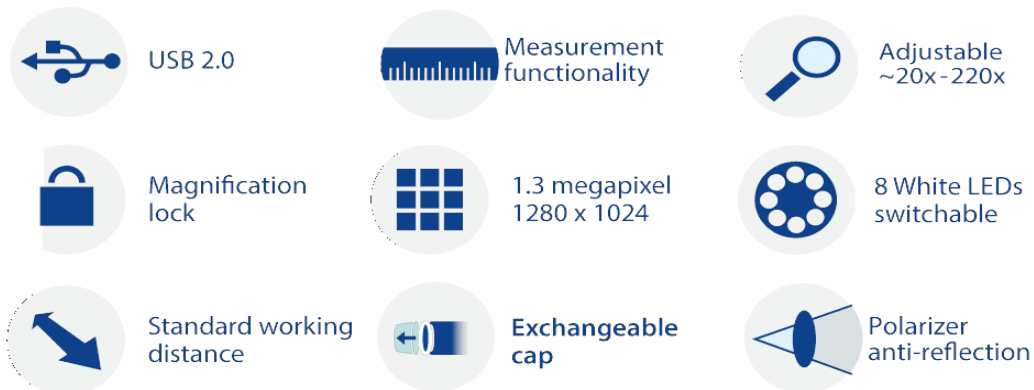 USB 2.0
Measurement
functionality
Adjustable
~20x-220x
Magnification
lock
1.3 megapixel
1280 x 1024
8 White LEDs
switchable
Standard working
distance
Exchangeable
cap
Polarizer
anti-reflection